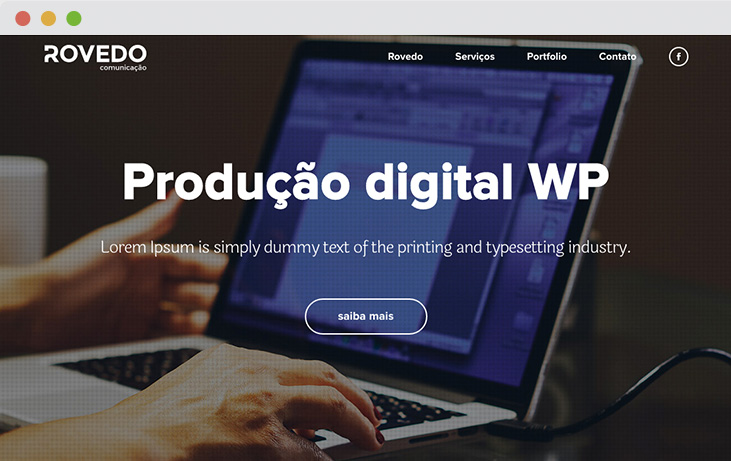 ROVEDO
comunicação
Rovedo Serviços Portfolio Contato f
Produção digital WP
Lorem Ipsum is simply dummy text of the printing and typesetting industry.
saiba mais